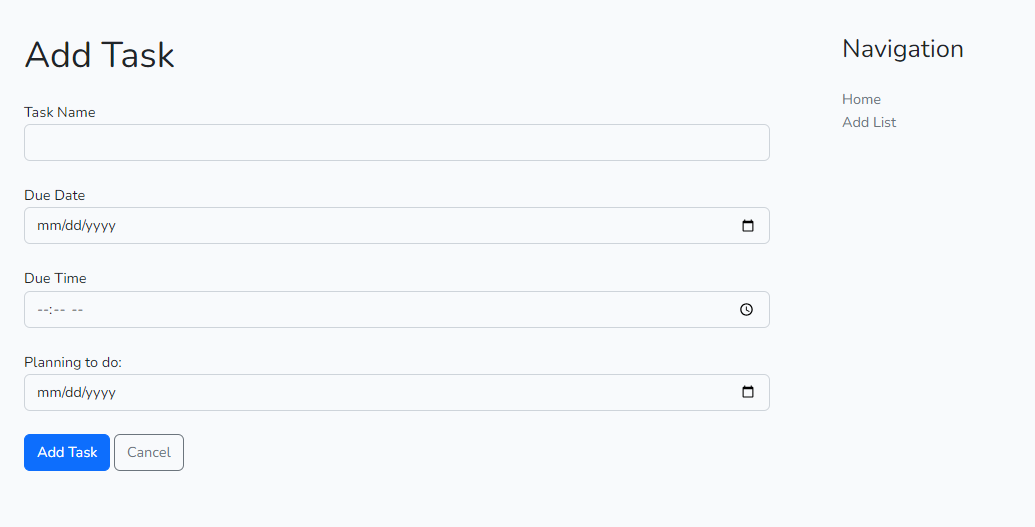 Add Task
Task Name
Due Date
mm/dd/yyyy
Due Time
--:-- --
Planning to do:
mm/dd/yyyy
Add Task
Cancel
Navigation
Home
Add List